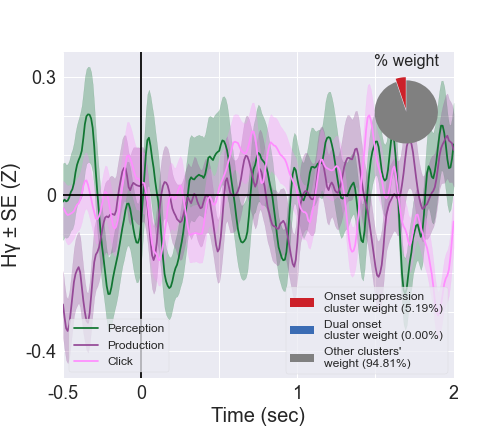 % weight
Hγ ± SE (Z)
0.3
0
-0.4
Perception
Production
Click
Onset suppression
cluster weight (5.19%)
Dual onset
cluster weight (0.00%)
Other clusters'
weight (94.81%)
-0.5
0
1
2
Time (sec)